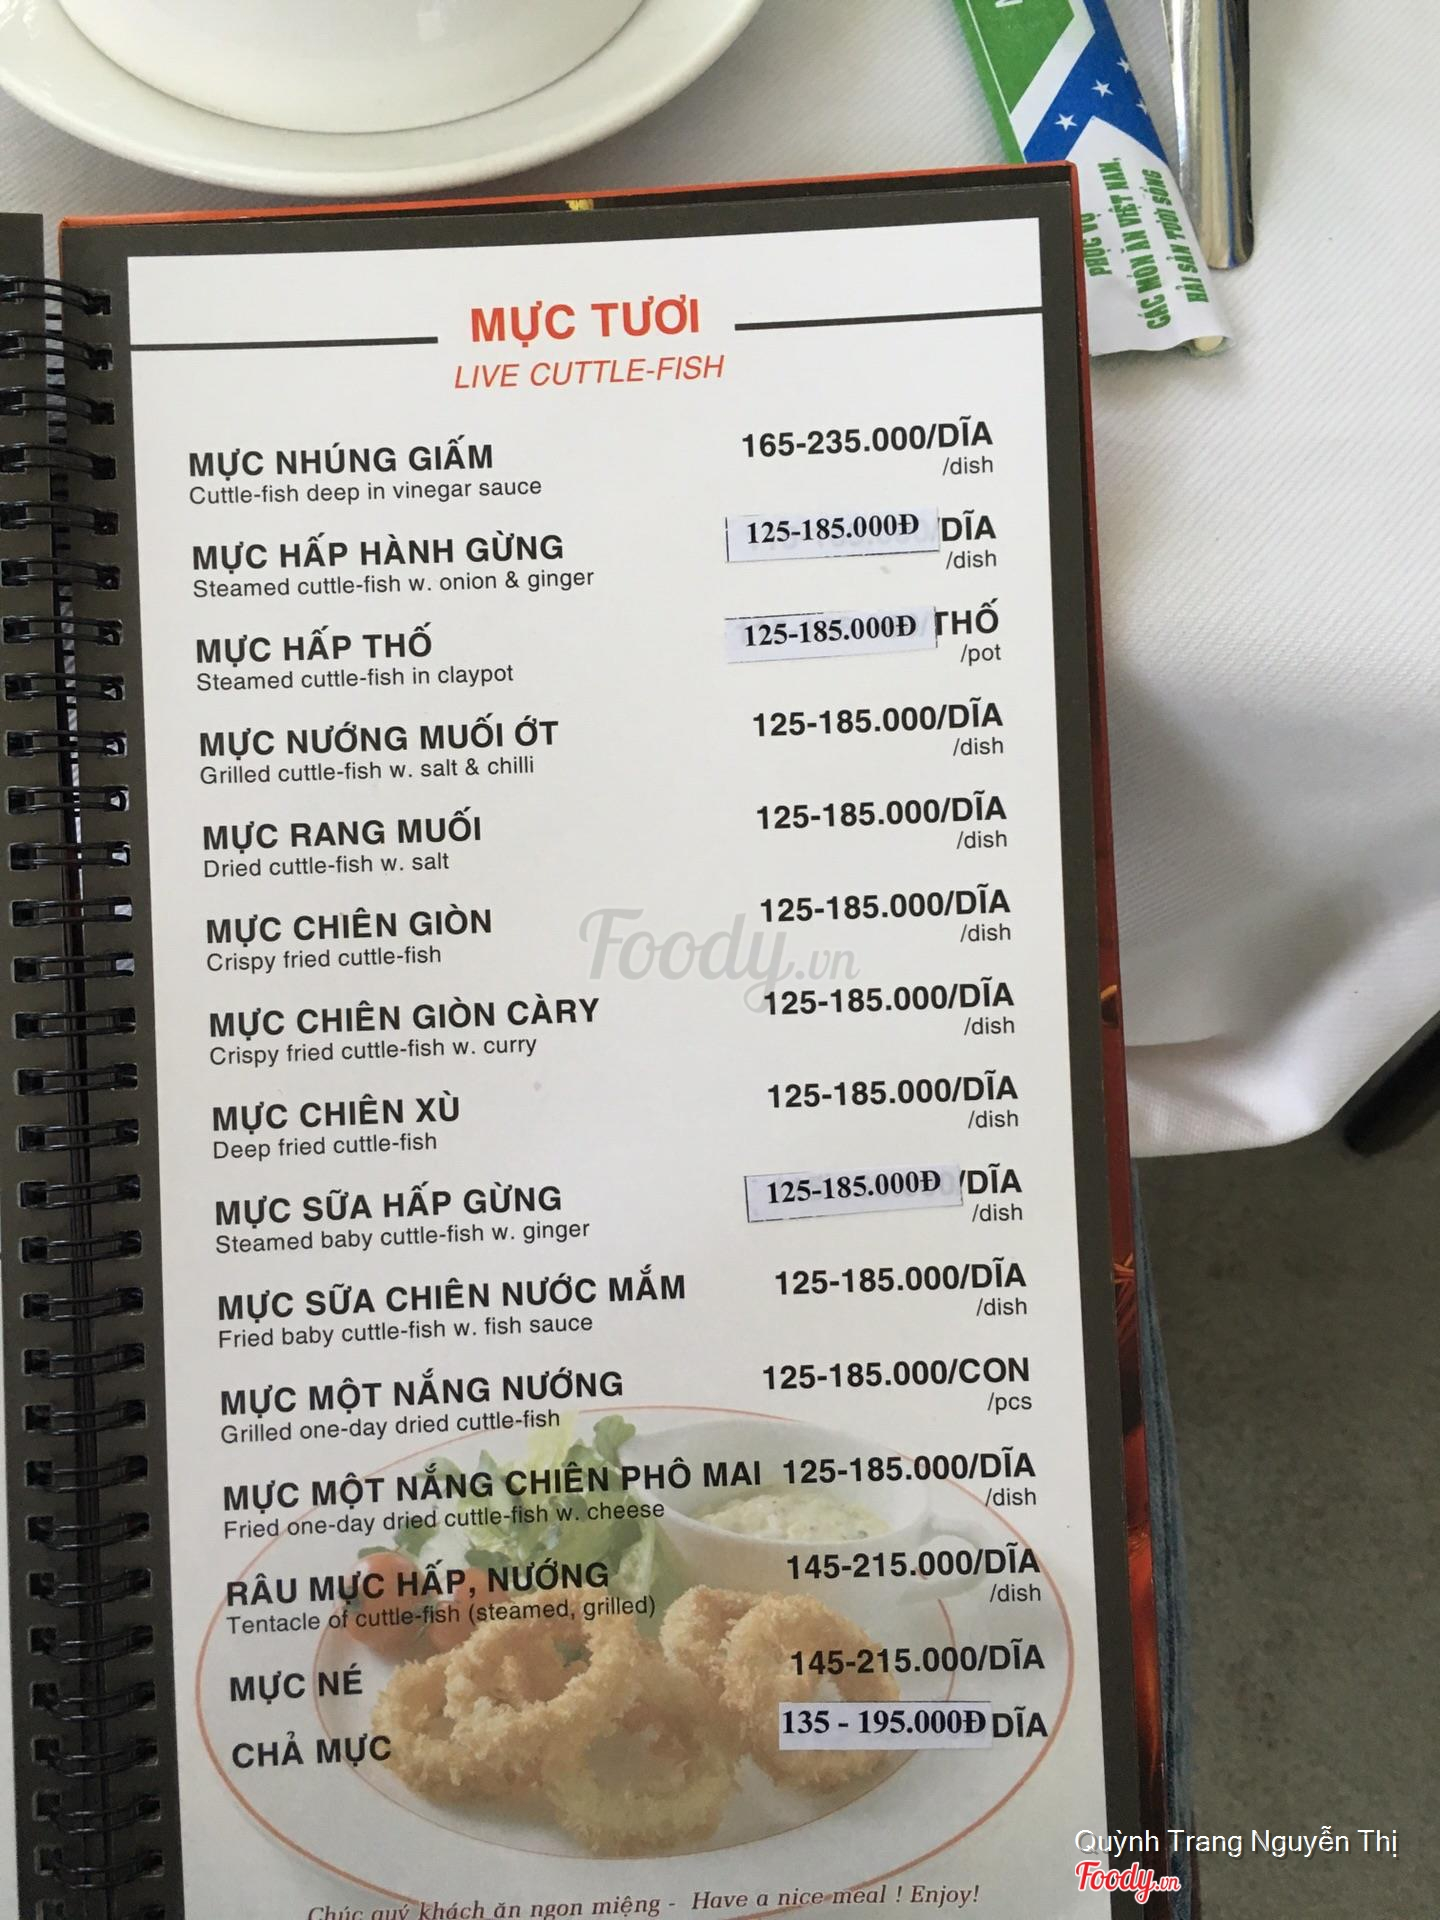 PHỤC VỤ
CÁC MÓN ĂN VIỆT NAM,
HẢI SẢN TƯƠI SỐNG
MỰC TƯƠI
LIVE CUTTLE-FISH
MỰC NHÚNG GIẤM 165-235.000/DĨA
Cuttle-fish deep in vinegar sauce /dish
MỰC HẤP HÀNH GỪNG 125-185.000Đ/DĨA
Steamed cuttle-fish w. onion & ginger /dish
MỰC HẤP THỐ 125-185.000Đ THỐ
Steamed cuttle-fish in claypot /pot
MỰC NƯỚNG MUỐI ỚT 125-185.000/DĨA
Grilled cuttle-fish w. salt & chilli /dish
MỰC RANG MUỐI 125-185.000/DĨA
Dried cuttle-fish w. salt /dish
MỰC CHIÊN GIÒN 125-185.000/DĨA
Crispy fried cuttle-fish /dish
MỰC CHIÊN GIÒN CÀRY 125-185.000/DĨA
Crispy fried cuttle-fish w. curry /dish
MỰC CHIÊN XÙ 125-185.000/DĨA
Deep fried cuttle-fish /dish
MỰC SỮA HẤP GỪNG 125-185.000Đ/DĨA
Steamed baby cuttle-fish w. ginger /dish
MỰC SỮA CHIÊN NƯỚC MẮM 125-185.000/DĨA
Fried baby cuttle-fish w. fish sauce /dish
MỰC MỘT NẮNG NƯỚNG 125-185.000/CON
Grilled one-day dried cuttle-fish /pcs
MỰC MỘT NẮNG CHIÊN PHÔ MAI 125-185.000/DĨA
Fried one-day dried cuttle-fish w. cheese /dish
RÂU MỰC HẤP, NƯỚNG 145-215.000/DĨA
Tentacle of cuttle-fish (steamed, grilled) /dish
MỰC NÉ 145-215.000/DĨA
CHẢ MỰC 135 - 195.000Đ DĨA
Chúc quý khách ăn ngon miệng - Have a nice meal ! Enjoy!
Foody.vn
Quỳnh Trang Nguyễn Thị
Foody.vn